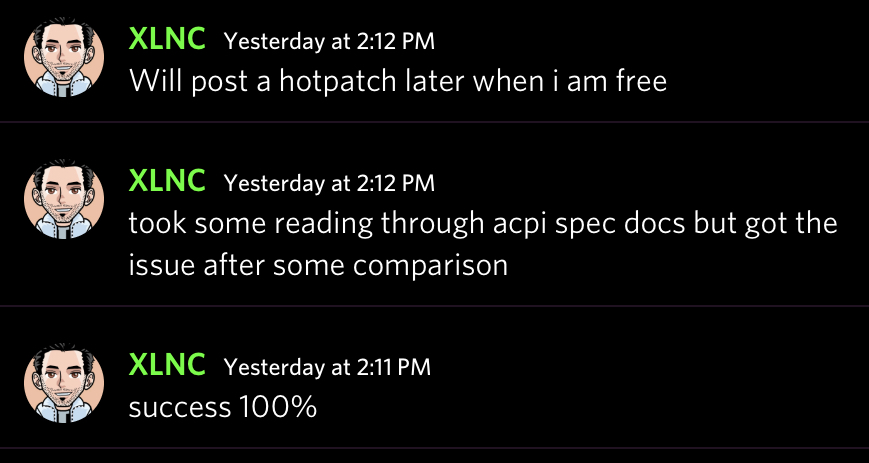 XLNC Yesterday at 2:12 PM
Will post a hotpatch later when i am free
XLNC Yesterday at 2:12 PM
took some reading through acpi spec docs but got the
issue after some comparison
XLNC Yesterday at 2:11 PM
success 100%